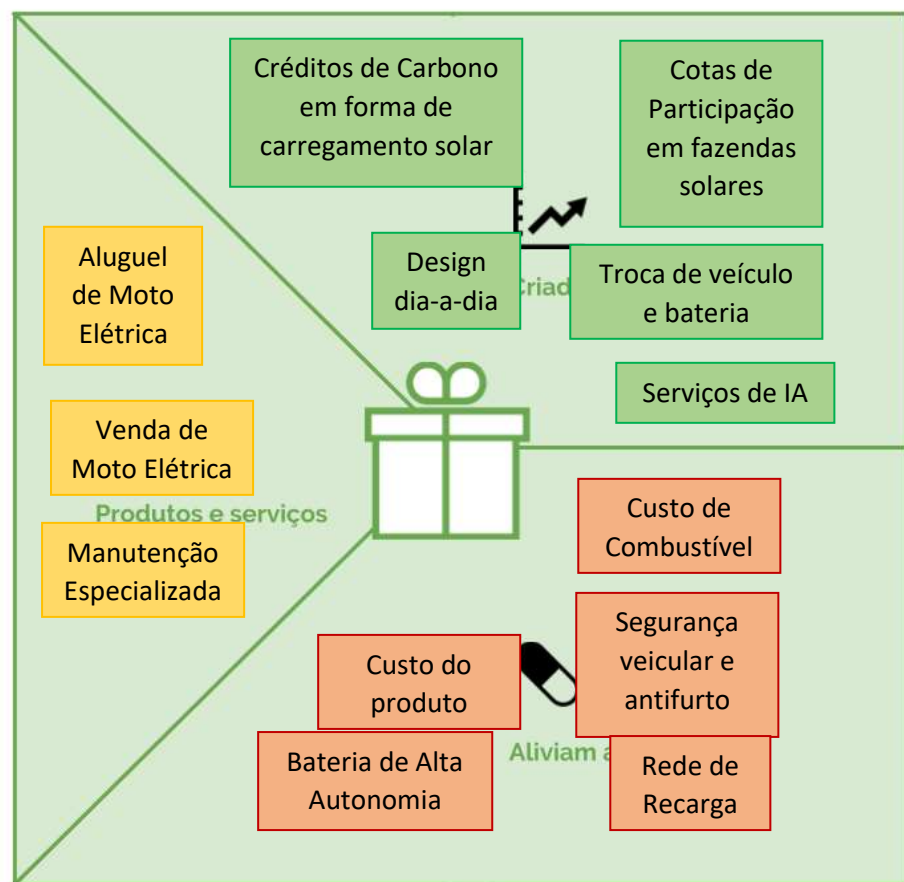 Créditos de Carbono
em forma de
carregamento solar
Cotas de
Participação
em fazendas
solares
Design
dia-a-dia
Criad
Troca de veículo
e bateria
Serviços de IA
Aluguel
de Moto
Elétrica
Venda de
Moto Elétrica
Produtos e serviços
Manutenção
Especializada
Custo de
Combustível
Segurança
veicular e
antifurto
Custo do
produto
Bateria de Alta
Autonomia
Aliviam a
Rede de
Recarga